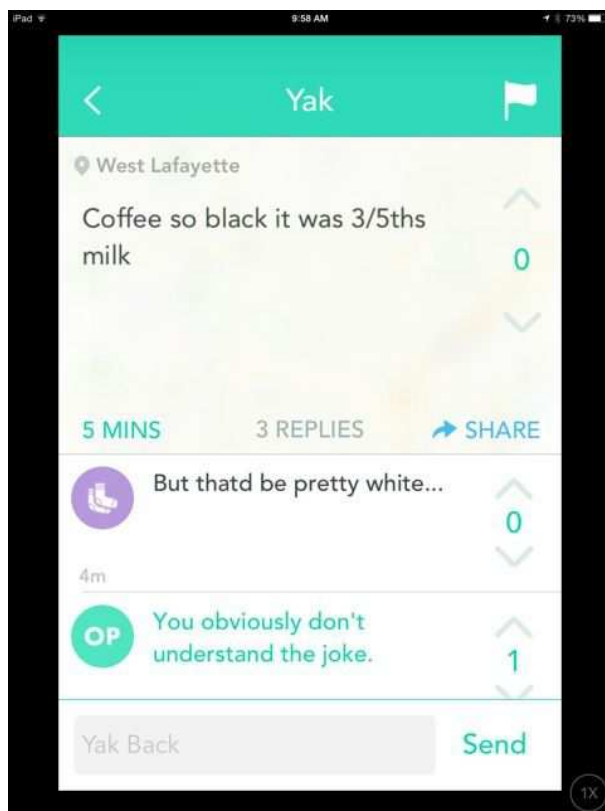 iPad 9:58 AM 73%
Yak
West Lafayette
Coffee so black it was 3/5ths
milk
0
5 MINS 3 REPLIES SHARE
But thatd be pretty white...
0
4m
OP You obviously don't
understand the joke.
1
Yak Back Send
1X